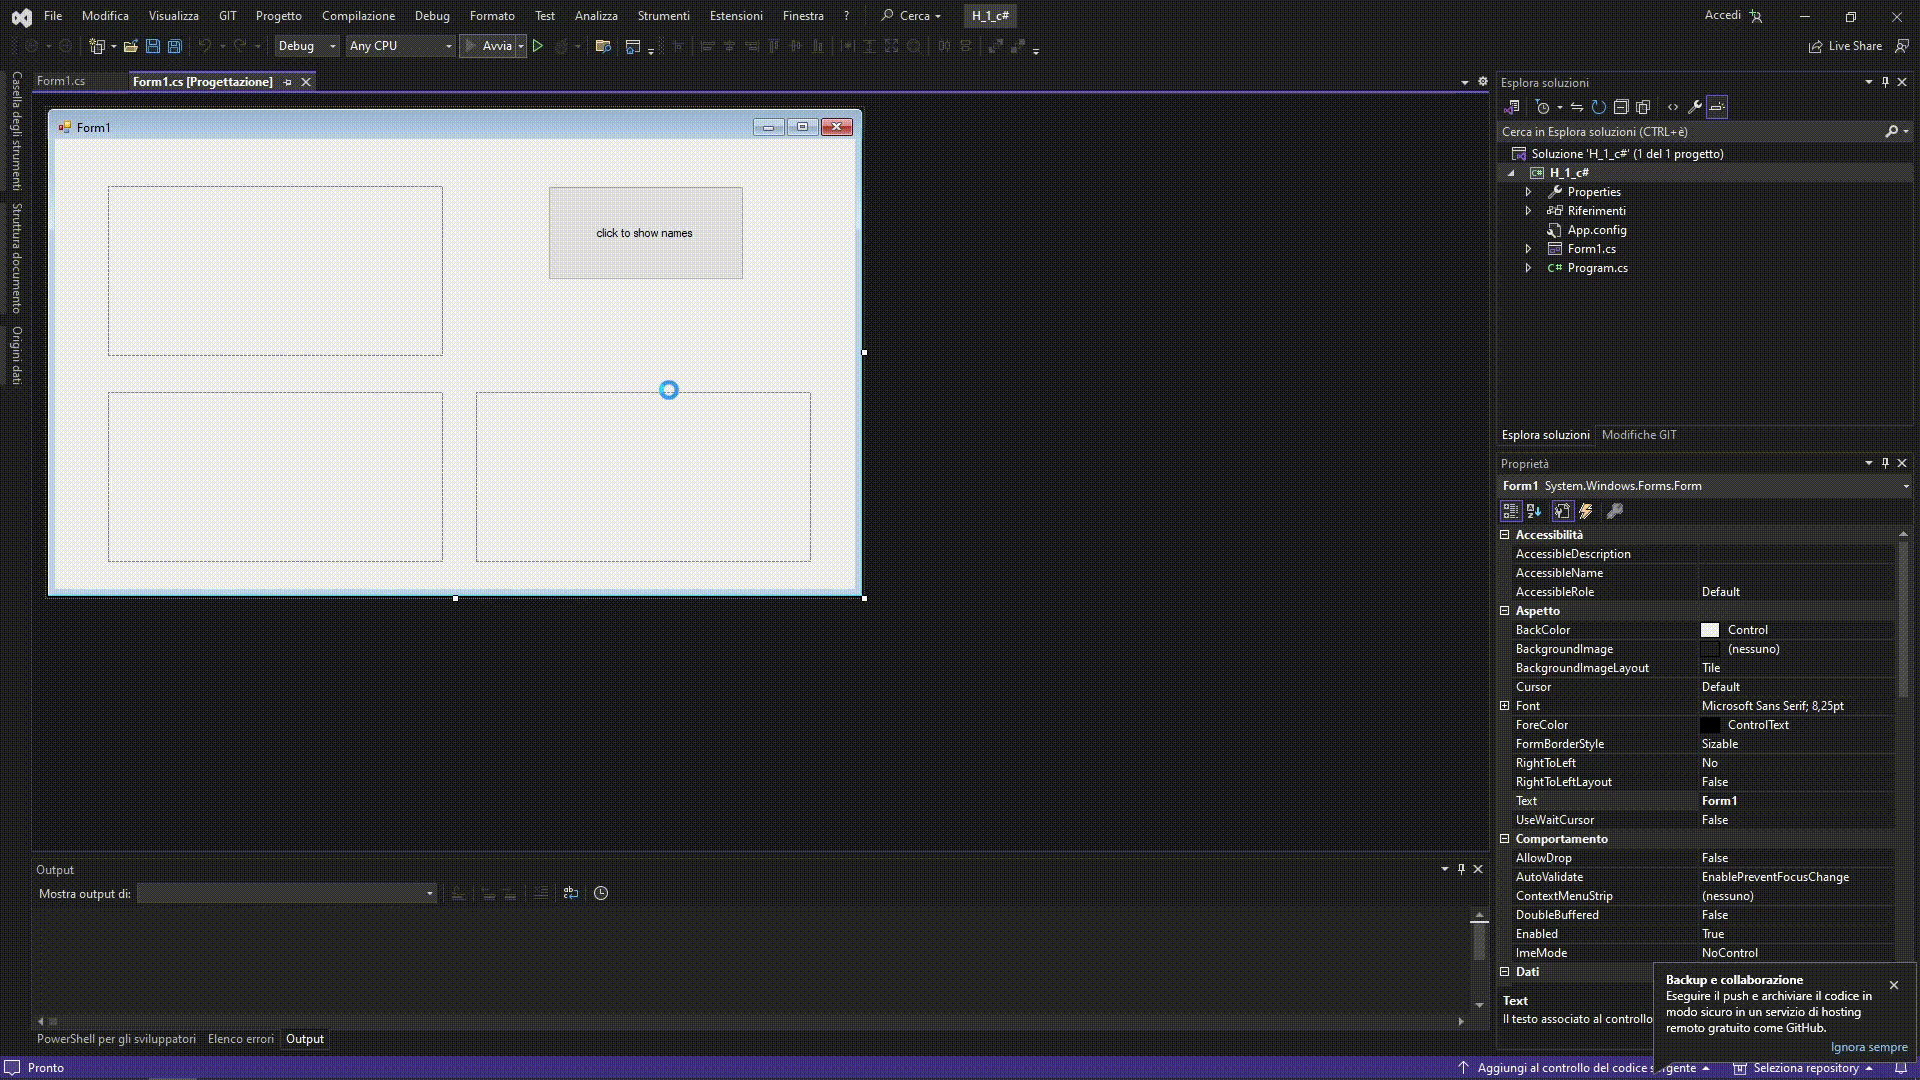 File Modifica Visualizza GIT Progetto Compilazione Debug Formato Test Analizza Strumenti Estensioni Finestra ? Cerca H_1_c# Accedi
Debug Any CPU Avvia Live Share
Form1.cs Form1.cs [Progettazione]
Casella degli strumenti
Struttura documento
Origini dati
Form1
click to show names
Esplora soluzioni
Cerca in Esplora soluzioni (CTRL+è)
Soluzione 'H_1_c#' (1 del 1 progetto)
H_1_c#
Properties
Riferimenti
App.config
Form1.cs
Program.cs
Esplora soluzioni Modifiche GIT
Proprietà
Form1 System.Windows.Forms.Form
Accessibilità
AccessibleDescription
AccessibleName
AccessibleRole Default
Aspetto
BackColor Control
BackgroundImage (nessuno)
BackgroundImageLayout Tile
Cursor Default
Font Microsoft Sans Serif; 8,25pt
ForeColor ControlText
FormBorderStyle Sizable
RightToLeft No
RightToLeftLayout False
Text Form1
UseWaitCursor False
Comportamento
AllowDrop False
AutoValidate EnablePreventFocusChange
ContextMenuStrip (nessuno)
DoubleBuffered False
Enabled True
ImeMode NoControl
Dati
Text
Il testo associato al controllo
Backup e collaborazione
Eseguire il push e archiviare il codice in
modo sicuro in un servizio di hosting
remoto gratuito come GitHub.
Ignora sempre
Output
Mostra output di:
PowerShell per gli sviluppatori Elenco errori Output
Pronto Aggiungi al controllo del codice sorgente Seleziona repository